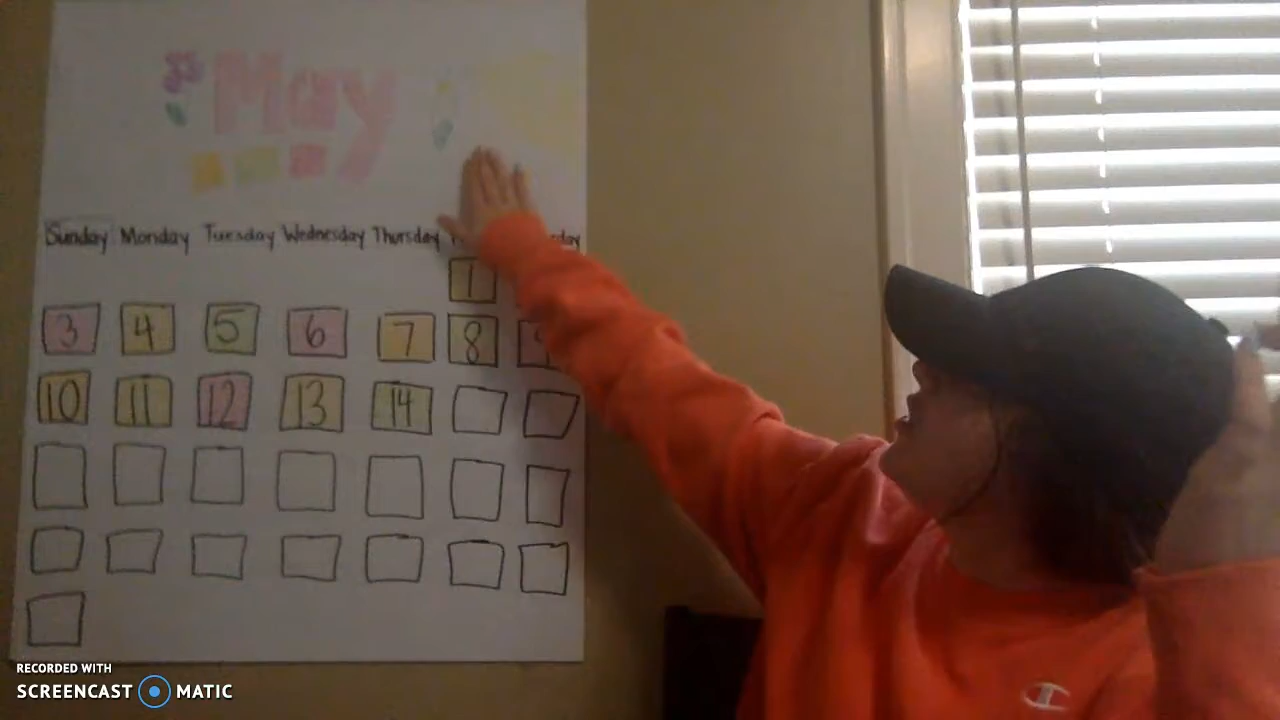 May
Sunday Monday Tuesday Wednesday Thursday
1
3 4 5 6 7 8 9
10 11 12 13 14
RECORDED WITH
SCREENCAST MATIC